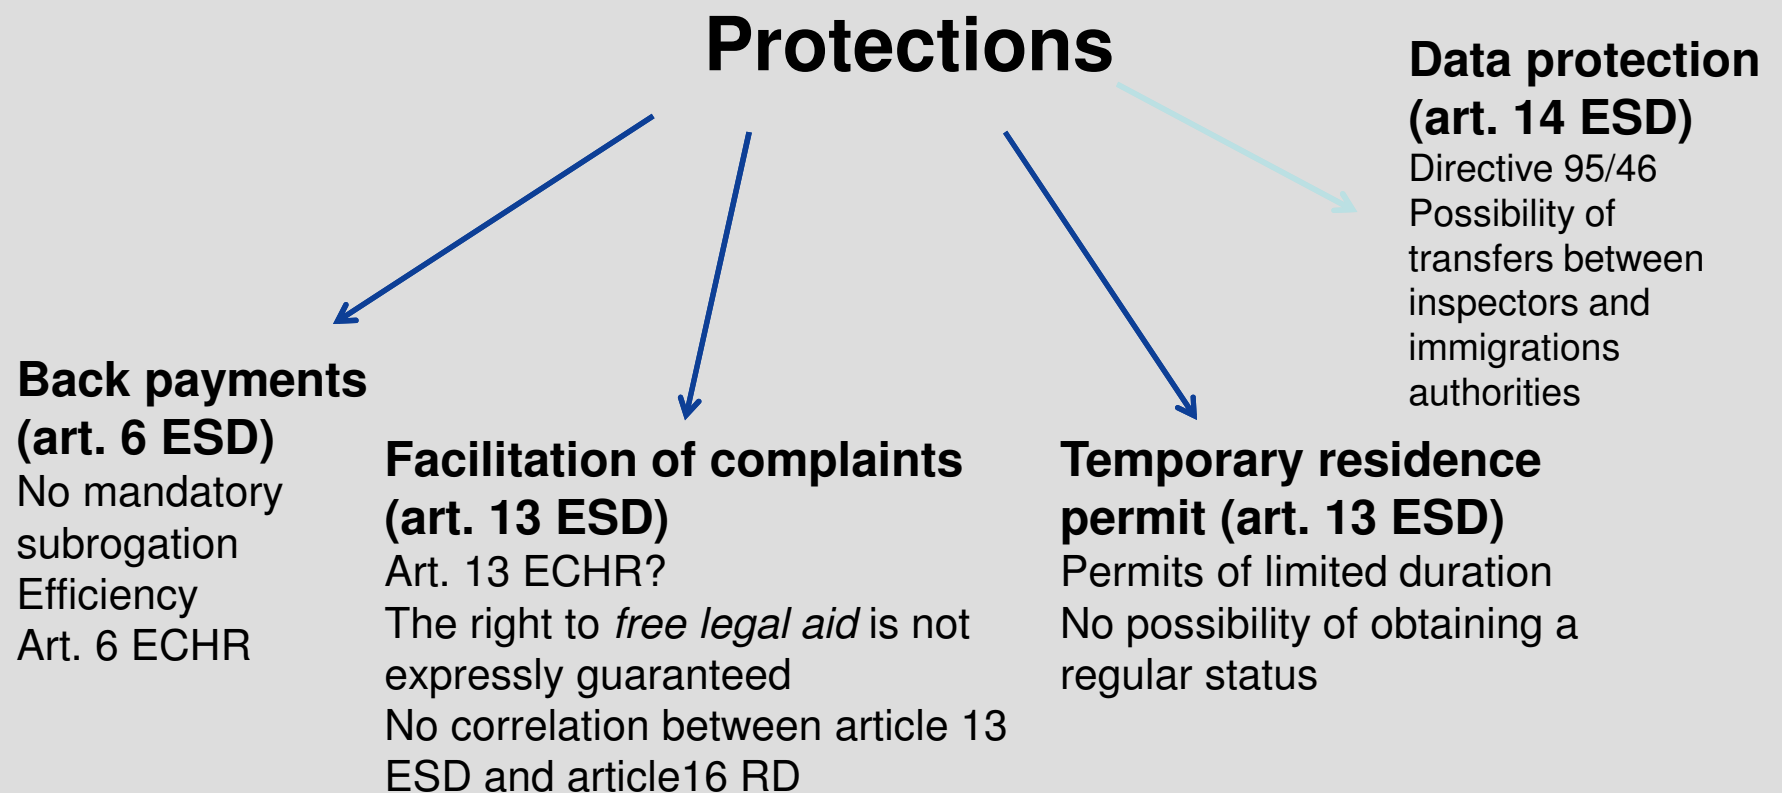 Protections
Data protection
(art. 14 ESD)
Directive 95/46
Possibility of
transfers between
inspectors and
immigrations
authorities
Back payments
(art. 6 ESD)
No mandatory
subrogation
Efficiency
Art. 6 ECHR
Facilitation of complaints
(art. 13 ESD)
Art. 13 ECHR?
The right to free legal aid is not
expressly guaranteed
No correlation between article 13
ESD and article16 RD
Temporary residence
permit (art. 13 ESD)
Permits of limited duration
No possibility of obtaining a
regular status